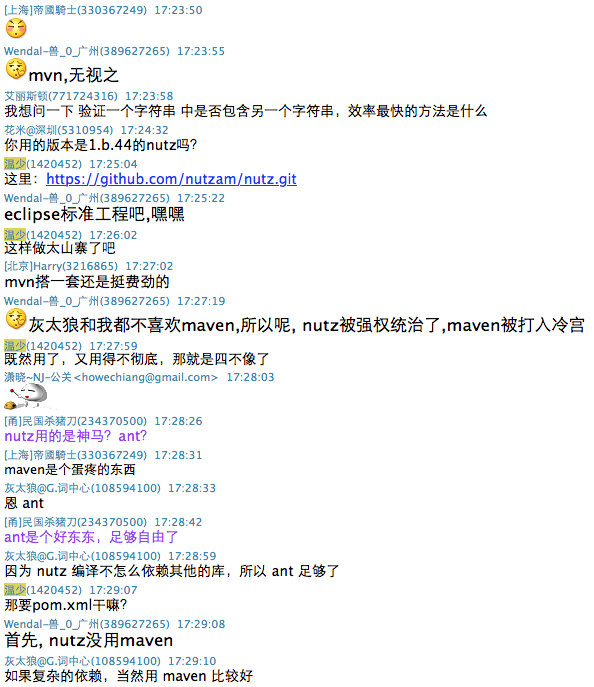 [上海]帝國騎士(330367249) 17:23:50
Wendal-兽_0_广州(389627265) 17:23:55
mvn,无视之
艾丽斯顿(771724316) 17:23:58
我想问一下 验证一个字符串 中是否包含另一个字符串，效率最快的方法是什么
花米@深圳(5310954) 17:24:32
你用的版本是1.b.44的nutz吗?
温少(1420452) 17:25:04
这里：https://github.com/nutzam/nutz.git
Wendal-兽_0_广州(389627265) 17:25:22
eclipse标准工程吧,嘿嘿
温少(1420452) 17:26:02
这样做太山寨了吧
[北京]Harry(3216865) 17:27:02
mvn搭一套还是挺费劲的
Wendal-兽_0_广州(389627265) 17:27:19
灰太狼和我都不喜欢maven,所以呢, nutz被强权统治了,maven被打入冷宫
温少(1420452) 17:27:59
既然用了，又用得不彻底，那就是四不像了
潇晓~NJ-公关<howechiang@gmail.com> 17:28:03
[甬]民国杀猪刀(234370500) 17:28:26
nutz用的是神马？ant?
[上海]帝國騎士(330367249) 17:28:31
maven是个蛋疼的东西
灰太狼@G.词中心(108594100) 17:28:33
恩 ant
[甬]民国杀猪刀(234370500) 17:28:42
ant是个好东东，足够自由了
灰太狼@G.词中心(108594100) 17:28:59
因为 nutz 编译不怎么依赖其他的库，所以 ant 足够了
温少(1420452) 17:29:07
那要pom.xml干嘛?
Wendal-兽_0_广州(389627265) 17:29:08
首先, nutz没用maven
灰太狼@G.词中心(108594100) 17:29:10
如果复杂的依赖，当然用 maven 比较好